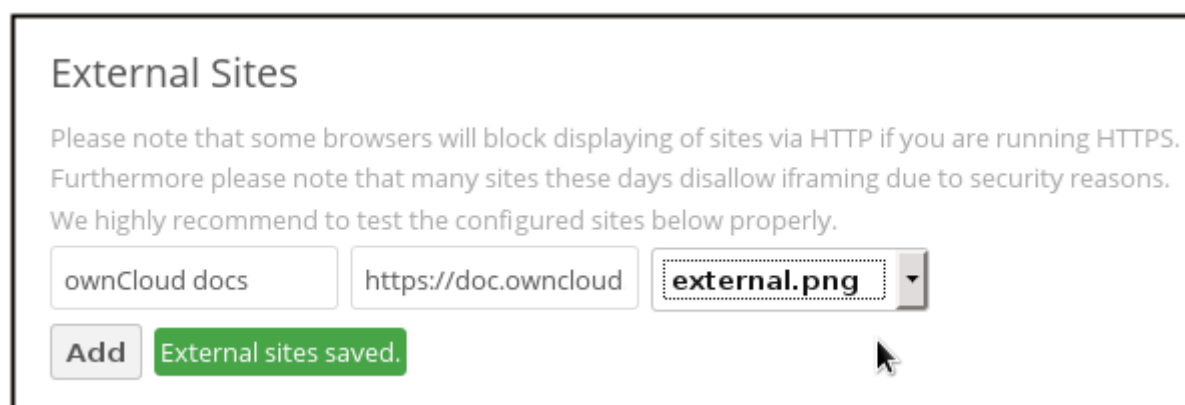 External Sites
Please note that some browsers will block displaying of sites via HTTP if you are running HTTPS.
Furthermore please note that many sites these days disallow iframing due to security reasons.
We highly recommend to test the configured sites below properly.
ownCloud docs https://doc.owncloud external.png
Add External sites saved.